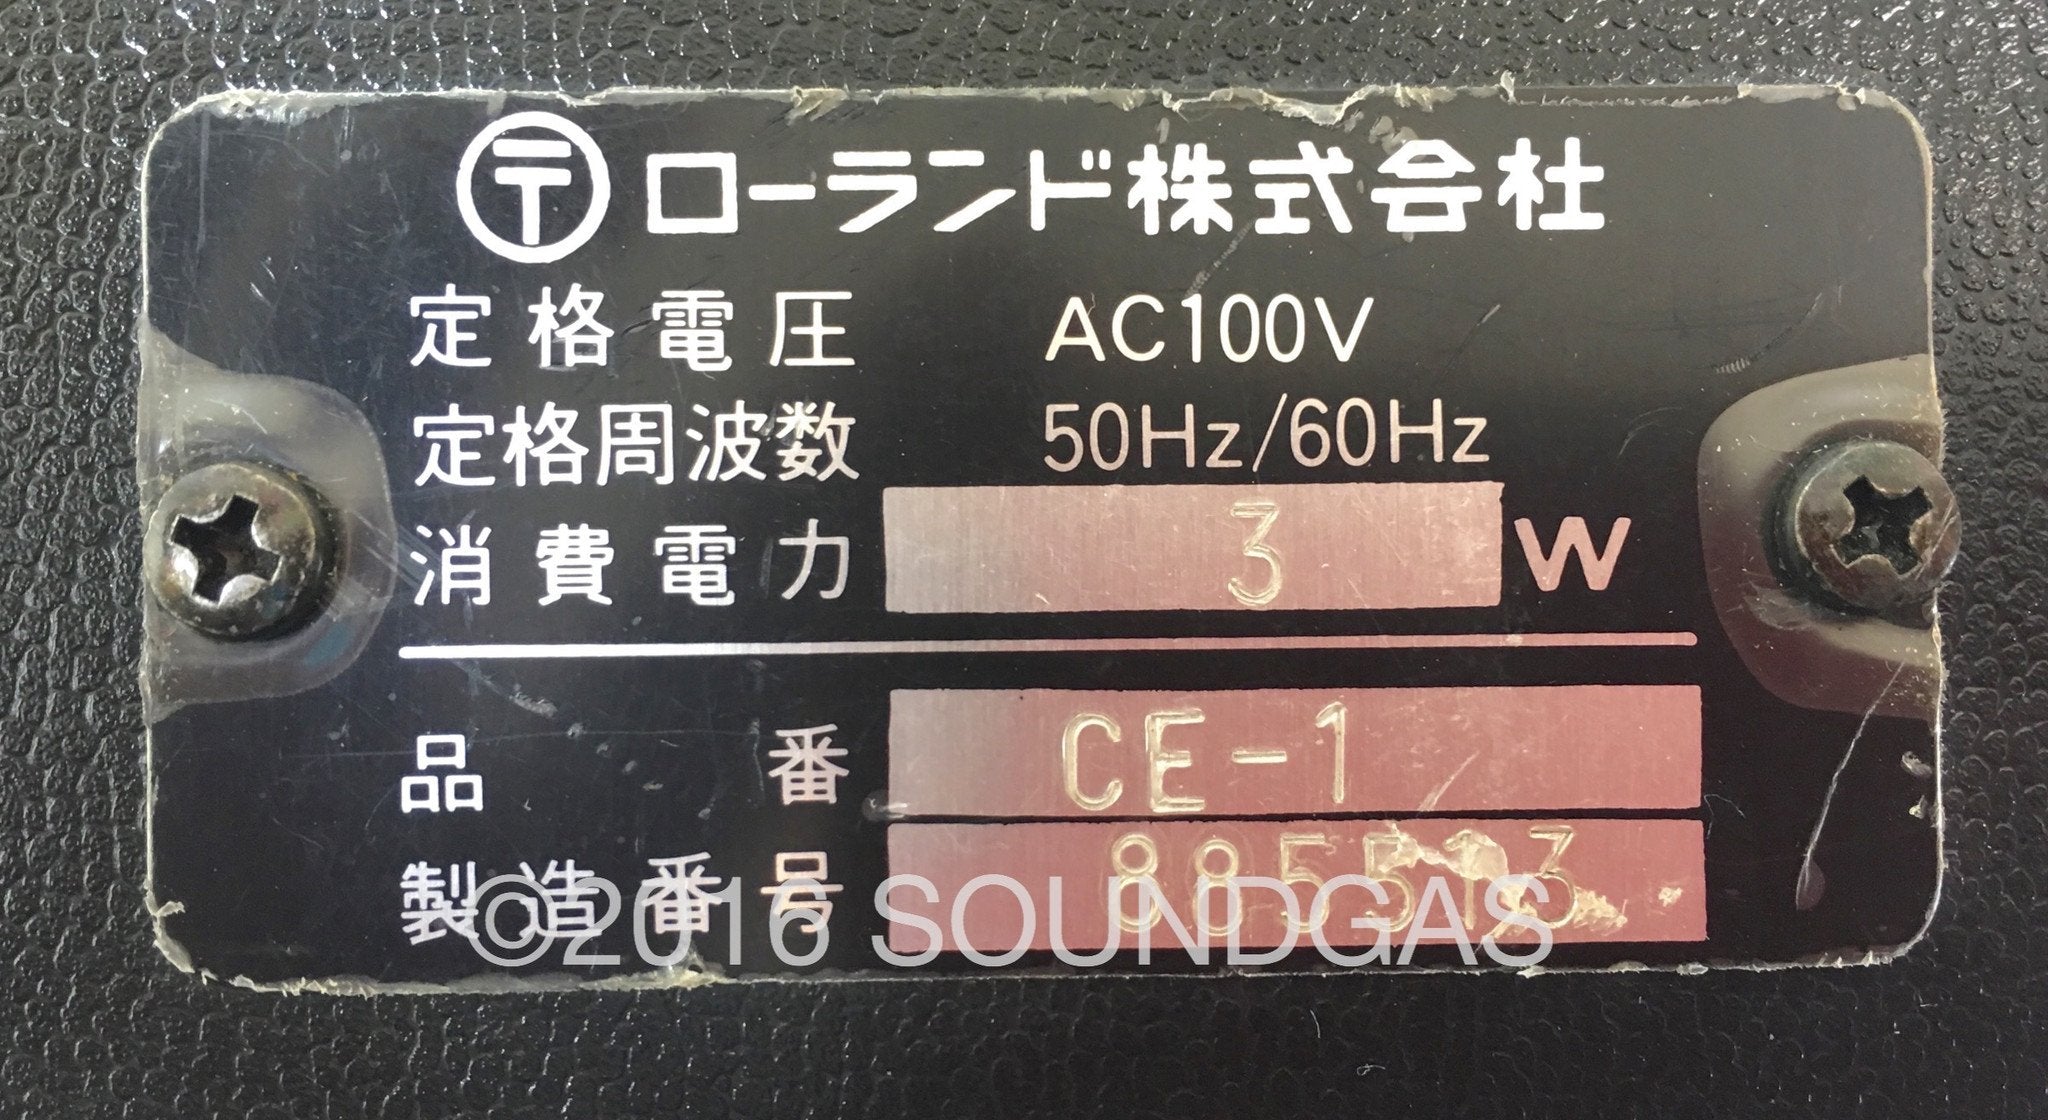 〒 ローランド株式会社
定格電圧 AC100V
定格周波数 50Hz/60Hz
消費電力 3 W
品番 CE-1
製造番号 885513
©2016 SOUNDGAS